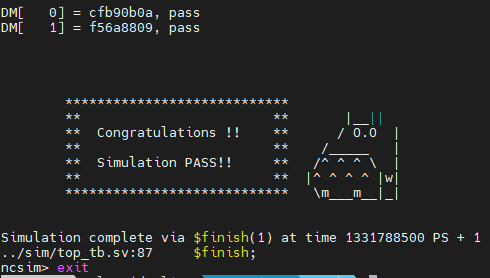 DM[   0] = cfb90b0a, pass
DM[   1] = f56a8809, pass
       ****************************
       **                        **       |__||
       **  Congratulations !!    **      / O.O  |
       **                        **    /_____   |
       **  Simulation PASS!!     **   /^ ^ ^ \  |
       **                        **  |^ ^ ^ ^ |w|
       ****************************   \m___m__|_|
Simulation complete via $finish(1) at time 1331788500 PS + 1
../sim/top_tb.sv:87     $finish;
ncsim> exit